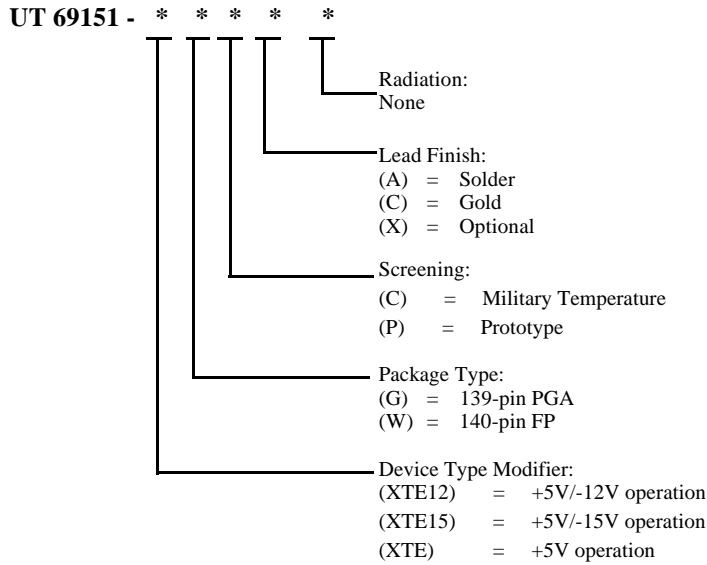 UT 69151 - * * * * *
Radiation:
None
Lead Finish:
(A) = Solder
(C) = Gold
(X) = Optional
Screening:
(C) = Military Temperature
(P) = Prototype
Package Type:
(G) = 139-pin PGA
(W) = 140-pin FP
Device Type Modifier:
(XTE12) = +5V/-12V operation
(XTE15) = +5V/-15V operation
(XTE) = +5V operation